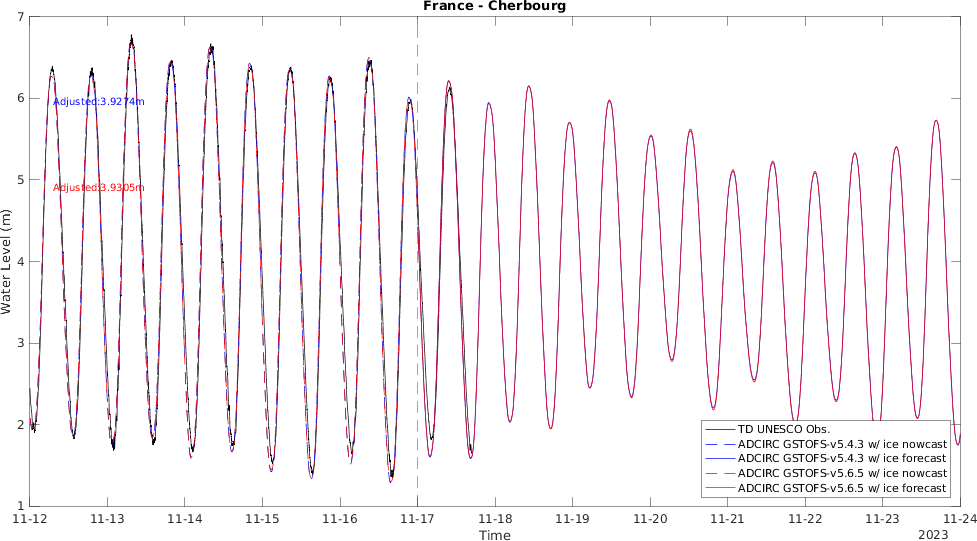 France - Cherbourg
7
6
5
4
3
2
1
Water Level (m)
Adjusted:3.9274m
Adjusted:3.9305m
TD UNESCO Obs.
ADCIRC GSTOFS-v5.4.3 w/ ice nowcast
ADCIRC GSTOFS-v5.4.3 w/ ice forecast
ADCIRC GSTOFS-v5.6.5 w/ ice nowcast
ADCIRC GSTOFS-v5.6.5 w/ ice forecast
11-12 11-13 11-14 11-15 11-16 11-17 11-18 11-19 11-20 11-21 11-22 11-23 11-24
Time
2023